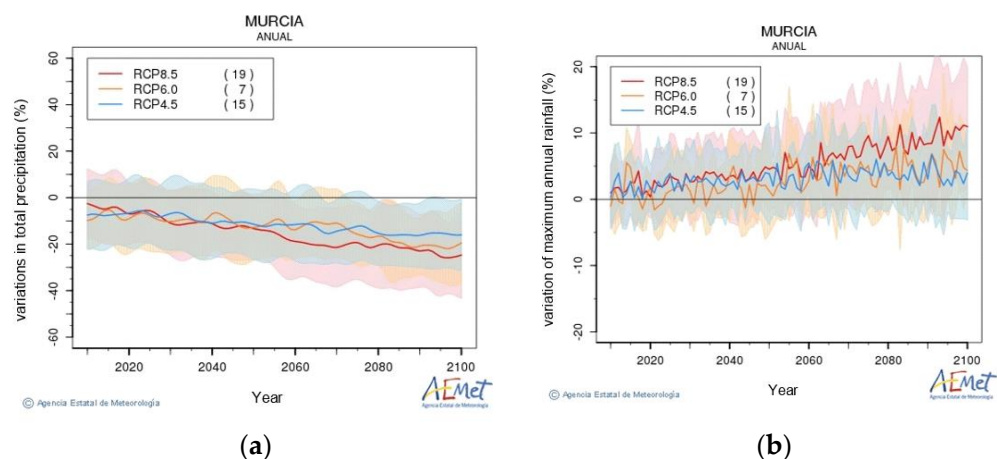 MURCIA
ANUAL
60
40
20
0
-20
-40
-60
variations in total precipitation (%)
RCP8.5 ( 19 )
RCP6.0 ( 7 )
RCP4.5 ( 15 )
2020 2040 2060 2080 2100
Year
© Agencia Estatal de Meteorología
AEmet
Agencia Estatal de Meteorología
(a)
MURCIA
ANUAL
20
10
0
-10
-20
variation of maximum annual rainfall (%)
RCP8.5 ( 19 )
RCP6.0 ( 7 )
RCP4.5 ( 15 )
2020 2040 2060 2080 2100
Year
© Agencia Estatal de Meteorología
AEmet
Agencia Estatal de Meteorología
(b)